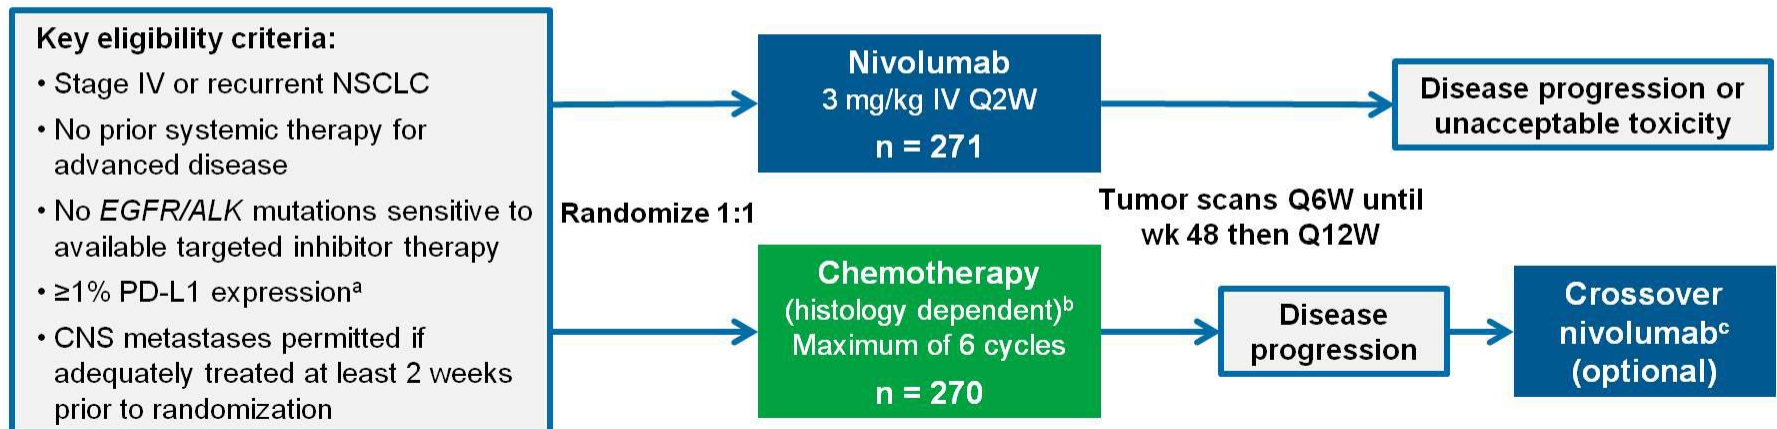 Key eligibility criteria:
• Stage IV or recurrent NSCLC
• No prior systemic therapy for
advanced disease
• No EGFR/ALK mutations sensitive to
available targeted inhibitor therapy
• ≥1% PD-L1 expressionᵃ
• CNS metastases permitted if
adequately treated at least 2 weeks
prior to randomization
Randomize 1:1
Nivolumab
3 mg/kg IV Q2W
n = 271
Chemotherapy
(histology dependent)ᵇ
Maximum of 6 cycles
n = 270
Tumor scans Q6W until
wk 48 then Q12W
Disease progression or
unacceptable toxicity
Disease
progression
Crossover
nivolumabᶜ
(optional)